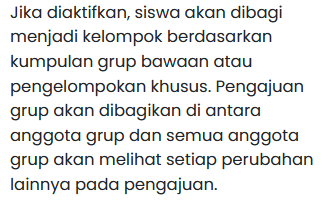 Jika diaktifkan, siswa akan dibagi
menjadi kelompok berdasarkan
kumpulan grup bawaan atau
pengelompokan khusus. Pengajuan
grup akan dibagikan di antara
anggota grup dan semua anggota
grup akan melihat setiap perubahan
lainnya pada pengajuan.